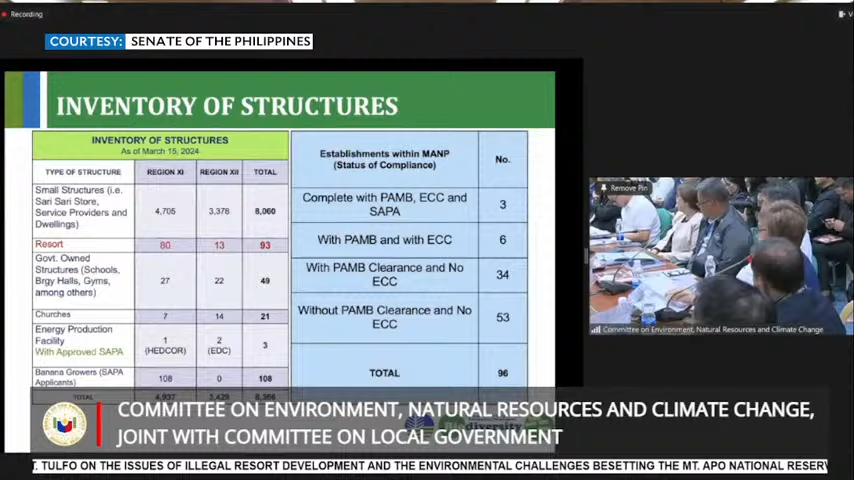 Recording
COURTESY: SENATE OF THE PHILIPPINES
INVENTORY OF STRUCTURES
INVENTORY OF STRUCTURES
As of March 15, 2024
TYPE OF STRUCTURE REGION XI REGION XII TOTAL
Small Structures (i.e.
Sari Sari Store,
Service Providers and
Dwellings)
4,705 3,378 8,060
Resort 80 13 93
Govt. Owned
Structures (Schools,
Brgy Halls, Gyms,
among others)
27 22 49
Churches 7 14 21
Energy Production
Facility
With Approved SAPA
1
(HEDCOR)
2
(EDC)
3
Banana Growers (SAPA
Applicants)
108 0 108
TOTAL 4,937 3,429 8,366
Establishments within MANP
(Status of Compliance)
No.
Complete with PAMB, ECC and
SAPA
3
With PAMB and with ECC 6
With PAMB Clearance and No
ECC
34
Without PAMB Clearance and No
ECC
53
TOTAL 96
Remove Pin
Committee on Environment, Natural Resources and Climate Change
COMMITTEE ON ENVIRONMENT, NATURAL RESOURCES AND CLIMATE CHANGE,
JOINT WITH COMMITTEE ON LOCAL GOVERNMENT
T. TULFO ON THE ISSUES OF ILLEGAL RESORT DEVELOPMENT AND THE ENVIRONMENTAL CHALLENGES BESETTING THE MT. APO NATIONAL RESERV